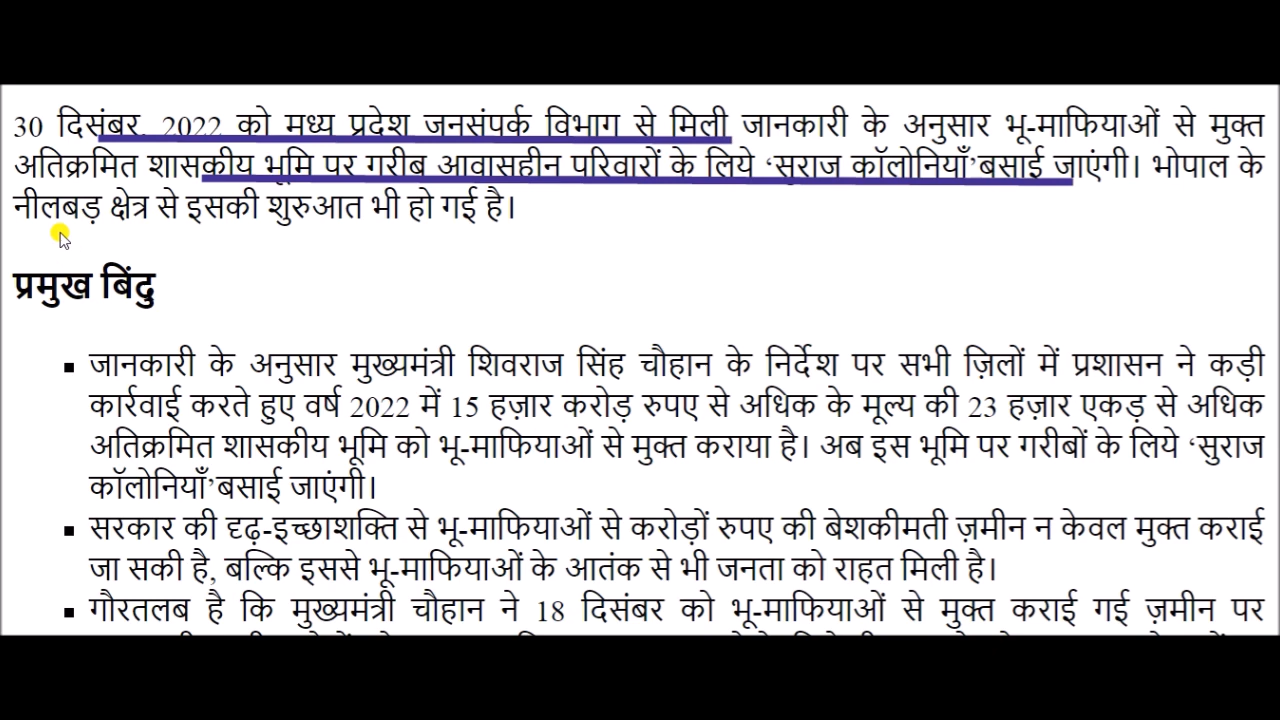 30 दिसंबर, 2022 को मध्य प्रदेश जनसंपर्क विभाग से मिली जानकारी के अनुसार भू-माफियाओं से मुक्त
अतिक्रमित शासकीय भूमि पर गरीब आवासहीन परिवारों के लिये ‘सुराज कॉलोनियाँ’बसाई जाएंगी। भोपाल के
नीलबड़ क्षेत्र से इसकी शुरुआत भी हो गई है।
प्रमुख बिंदु
▪ जानकारी के अनुसार मुख्यमंत्री शिवराज सिंह चौहान के निर्देश पर सभी ज़िलों में प्रशासन ने कड़ी
कार्रवाई करते हुए वर्ष 2022 में 15 हज़ार करोड़ रुपए से अधिक के मूल्य की 23 हज़ार एकड़ से अधिक
अतिक्रमित शासकीय भूमि को भू-माफियाओं से मुक्त कराया है। अब इस भूमि पर गरीबों के लिये ‘सुराज
कॉलोनियाँ’बसाई जाएंगी।
▪ सरकार की दृढ़-इच्छाशक्ति से भू-माफियाओं से करोड़ों रुपए की बेशकीमती ज़मीन न केवल मुक्त कराई
जा सकी है, बल्कि इससे भू-माफियाओं के आतंक से भी जनता को राहत मिली है।
▪ गौरतलब है कि मुख्यमंत्री चौहान ने 18 दिसंबर को भू-माफियाओं से मुक्त कराई गई ज़मीन पर